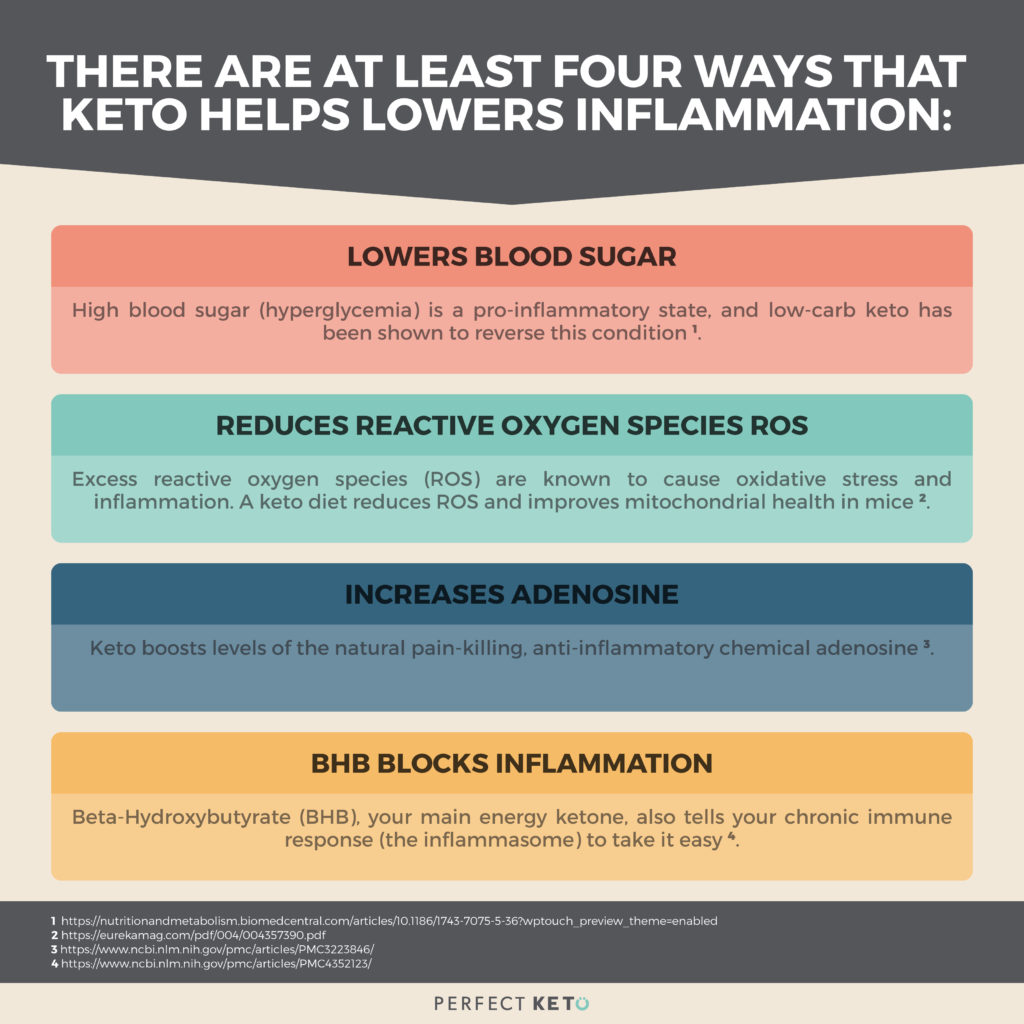 THERE ARE AT LEAST FOUR WAYS THAT
KETO HELPS LOWERS INFLAMMATION:
LOWERS BLOOD SUGAR
High blood sugar (hyperglycemia) is a pro-inflammatory state, and low-carb keto has
been shown to reverse this condition ¹.
REDUCES REACTIVE OXYGEN SPECIES ROS
Excess reactive oxygen species (ROS) are known to cause oxidative stress and
inflammation. A keto diet reduces ROS and improves mitochondrial health in mice ².
INCREASES ADENOSINE
Keto boosts levels of the natural pain-killing, anti-inflammatory chemical adenosine ³.
BHB BLOCKS INFLAMMATION
Beta-Hydroxybutyrate (BHB), your main energy ketone, also tells your chronic immune
response (the inflammasome) to take it easy ⁴.
1 https://nutritionandmetabolism.biomedcentral.com/articles/10.1186/1743-7075-5-36?wptouch_preview_theme=enabled
2 https://eurekamag.com/pdf/004/004357390.pdf
3 https://www.ncbi.nlm.nih.gov/pmc/articles/PMC3223846/
4 https://www.ncbi.nlm.nih.gov/pmc/articles/PMC4352123/
PERFECT KETO